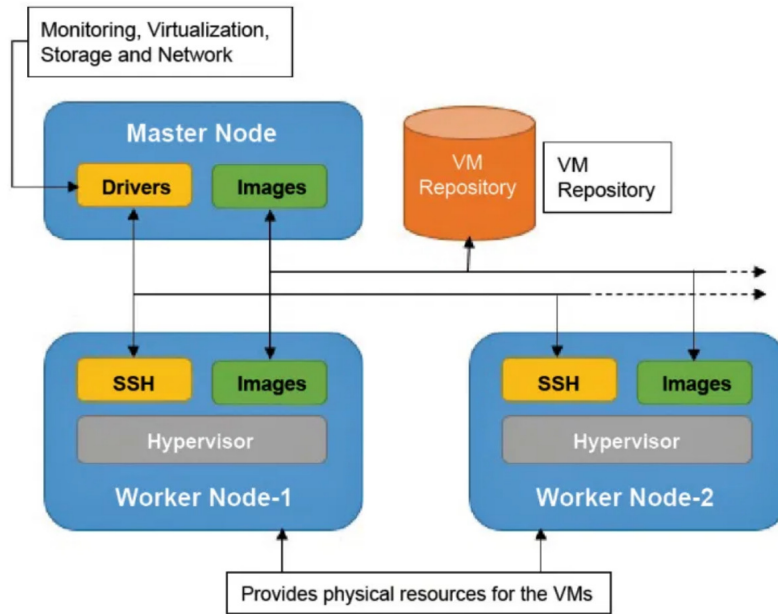 Monitoring, Virtualization,
Storage and Network
Master Node
Drivers
Images
VM
Repository
VM
Repository
SSH
Images
Hypervisor
Worker Node-1
SSH
Images
Hypervisor
Worker Node-2
Provides physical resources for the VMs